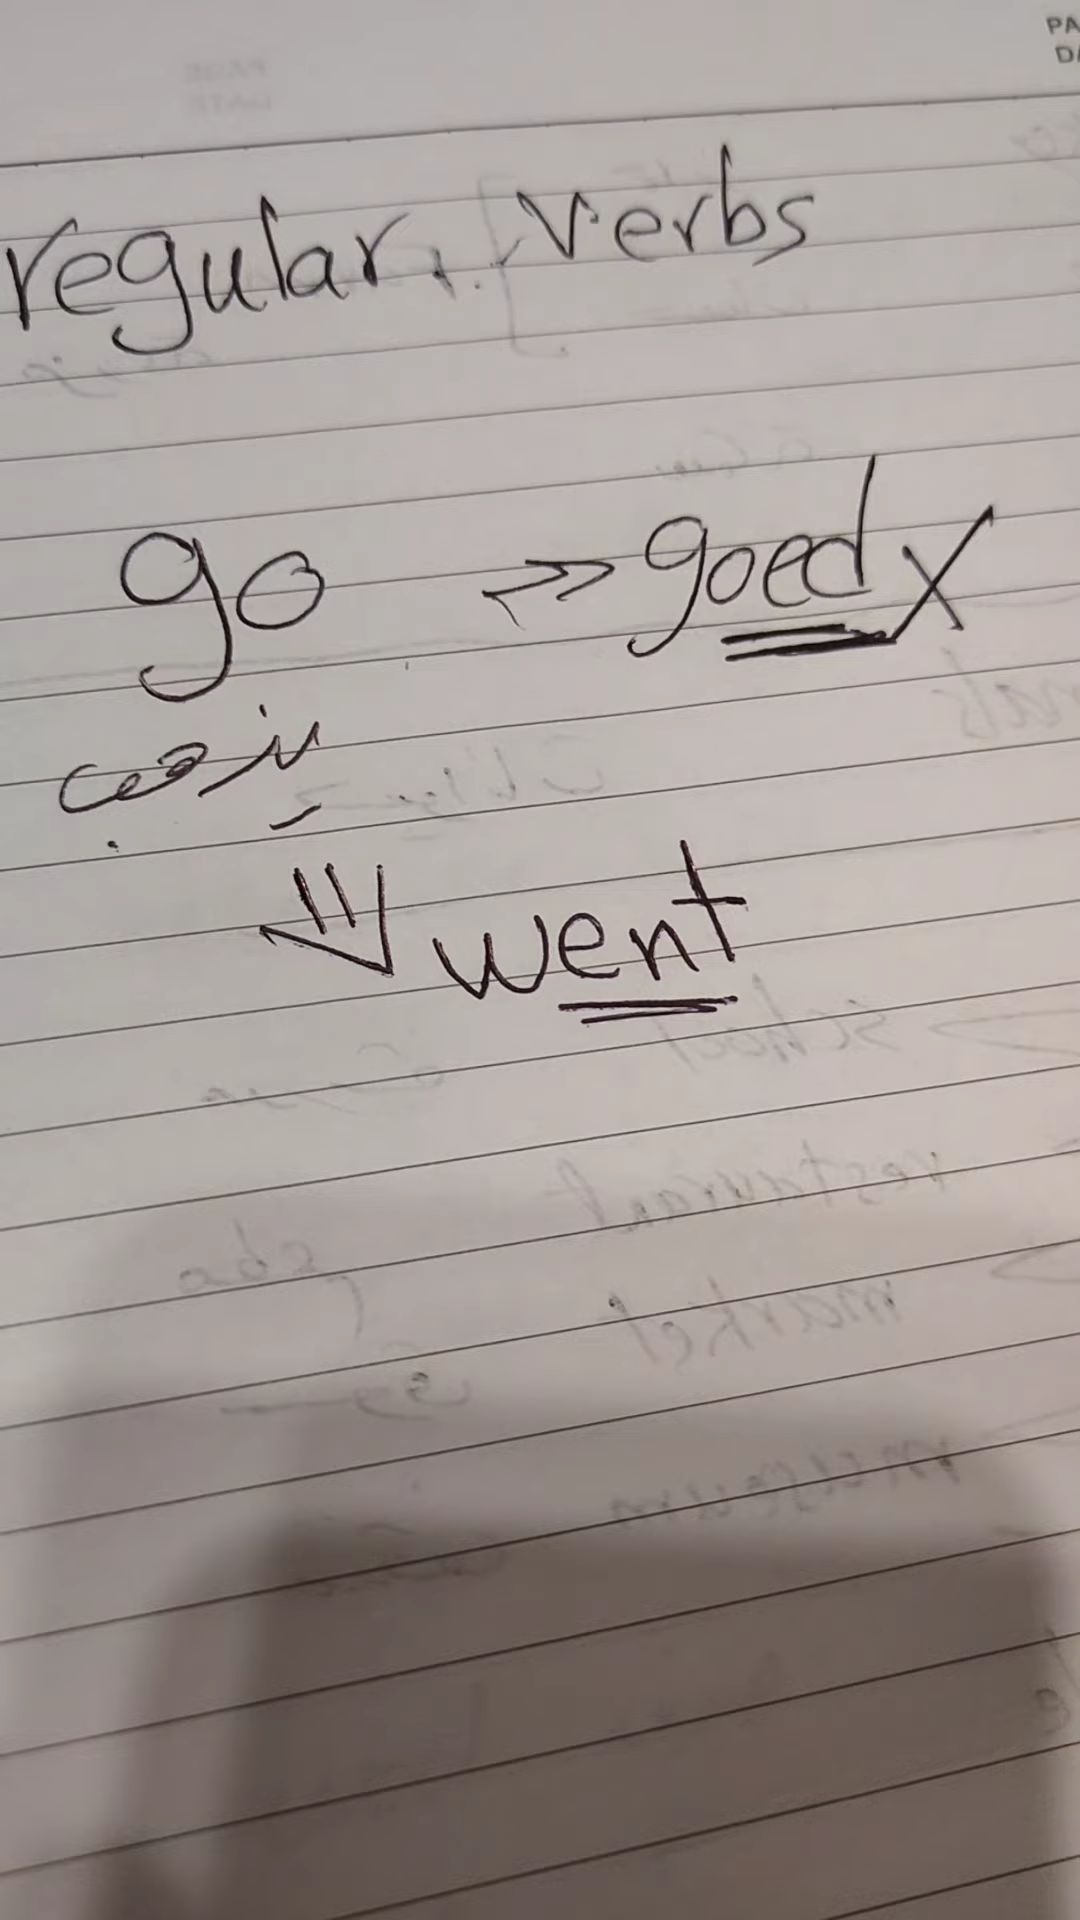 regular verbs
go >> goed X
يذهب
went